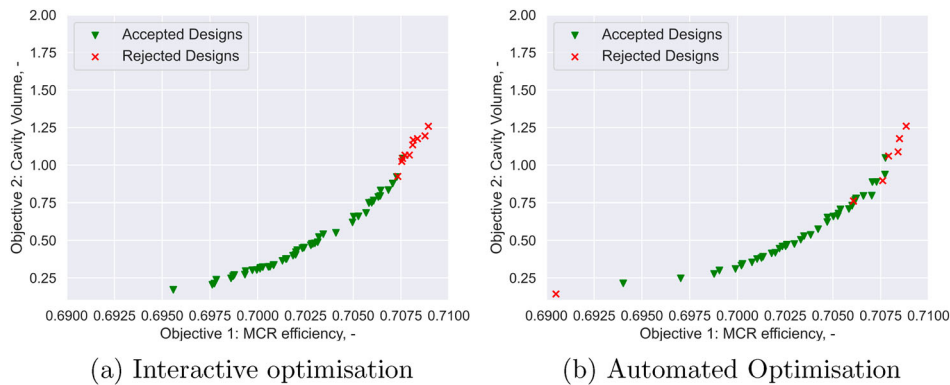 2.00
1.75
1.50
1.25
1.00
0.75
0.50
0.25
Objective 2: Cavity Volume, -
Accepted Designs
Rejected Designs
0.6900 0.6925 0.6950 0.6975 0.7000 0.7025 0.7050 0.7075 0.7100
Objective 1: MCR efficiency, -
(a) Interactive optimisation
2.00
1.75
1.50
1.25
1.00
0.75
0.50
0.25
Objective 2: Cavity Volume, -
Accepted Designs
Rejected Designs
0.6900 0.6925 0.6950 0.6975 0.7000 0.7025 0.7050 0.7075 0.7100
Objective 1: MCR efficiency, -
(b) Automated Optimisation